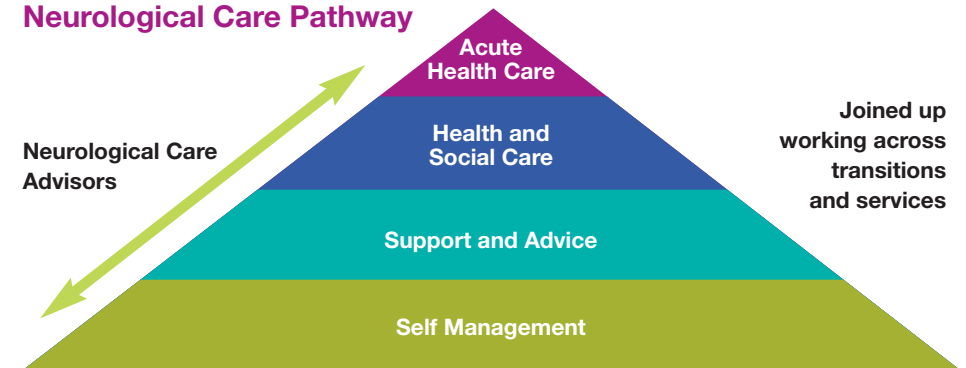 Neurological Care Pathway
Acute
Health Care
Health and
Social Care
Neurological Care
Advisors
Joined up
working across
transitions
and services
Support and Advice
Self Management